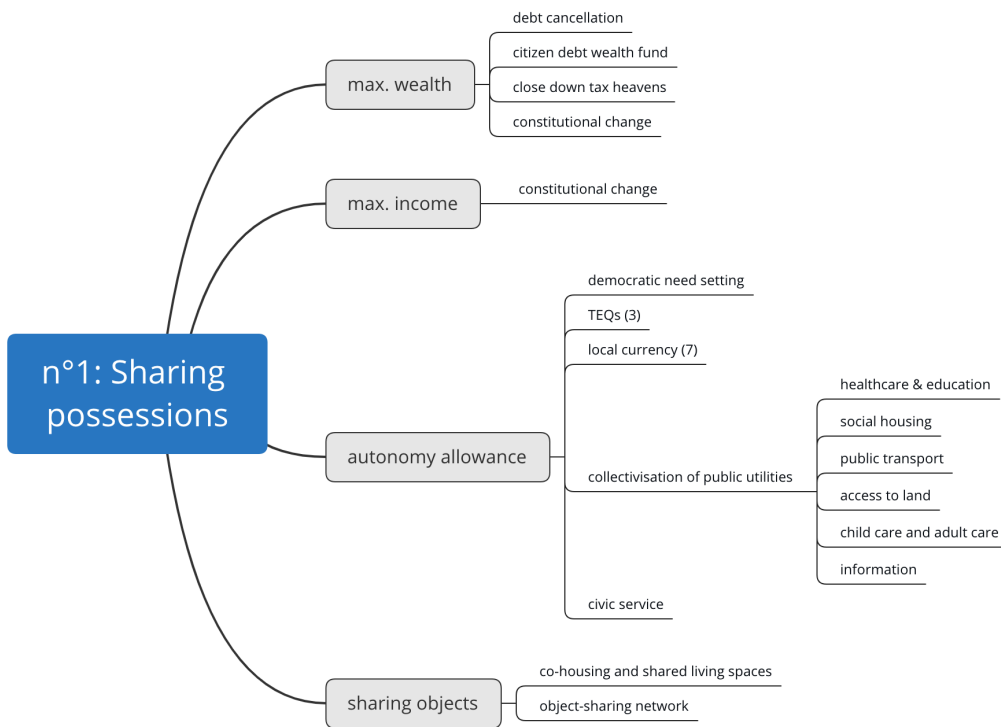 n°1: Sharing
possessions
max. wealth
debt cancellation
citizen debt wealth fund
close down tax heavens
constitutional change
max. income
constitutional change
autonomy allowance
democratic need setting
TEQs (3)
local currency (7)
collectivisation of public utilities
healthcare & education
social housing
public transport
access to land
child care and adult care
information
civic service
sharing objects
co-housing and shared living spaces
object-sharing network